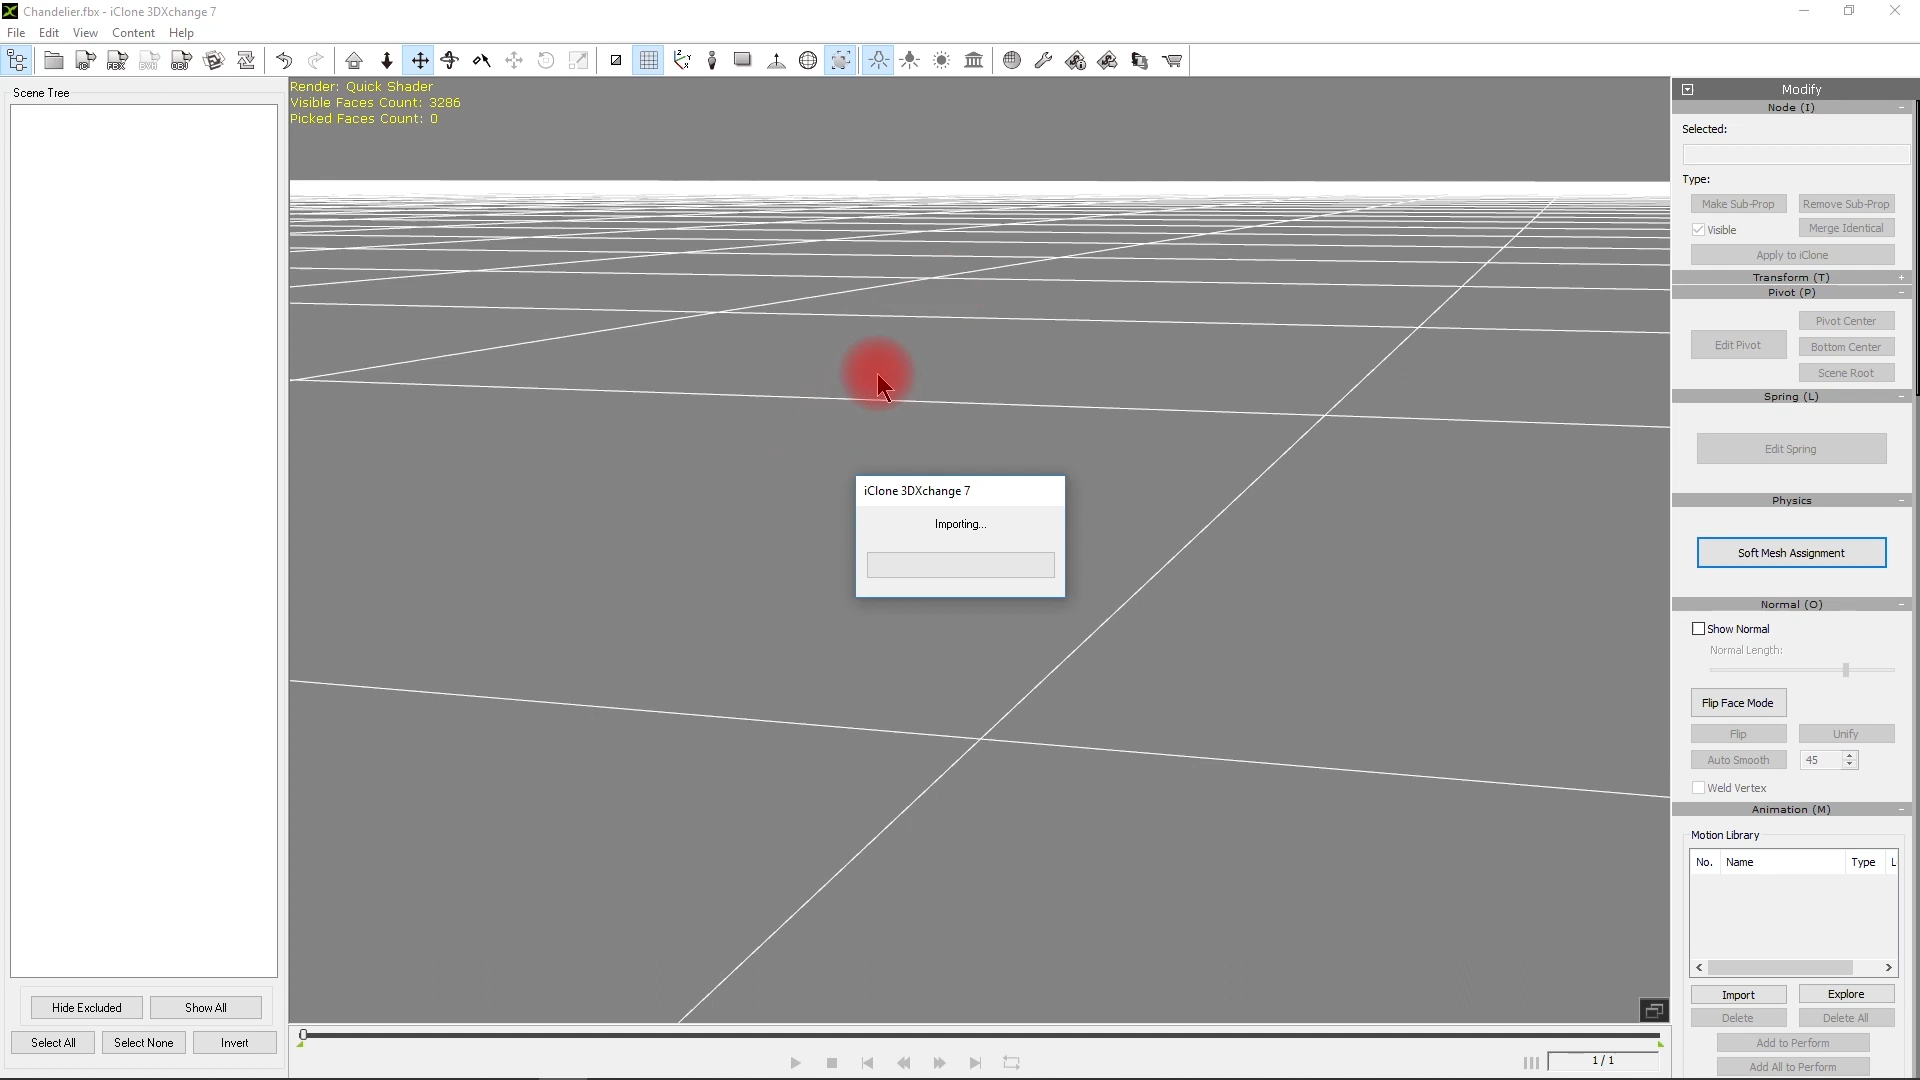 Chandelier.fbx - iClone 3DXchange 7
File Edit View Content Help
iC FBX BVH OBJ
Scene Tree
Render: Quick Shader
Visible Faces Count: 3286
Picked Faces Count: 0
iClone 3DXchange 7
Importing...
Hide Excluded Show All
Select All Select None Invert
1 / 1
Modify
Node (I)
Selected:
Type:
Make Sub-Prop Remove Sub-Prop
Visible Merge Identical
Apply to iClone
Transform (T)
Pivot (P)
Pivot Center
Edit Pivot Bottom Center
Scene Root
Spring (L)
Edit Spring
Physics
Soft Mesh Assignment
Normal (O)
Show Normal
Normal Length:
Flip Face Mode
Flip Unify
Auto Smooth 45
Weld Vertex
Animation (M)
Motion Library
No. Name Type L
Import Explore
Delete Delete All
Add to Perform
Add All to Perform